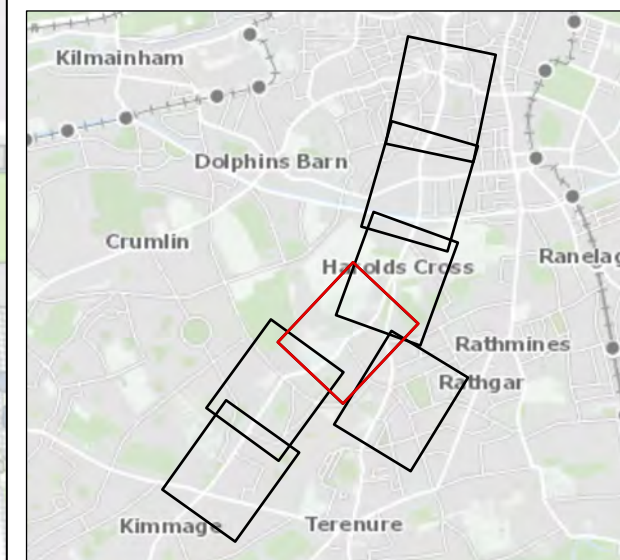 Kilmainham
Dolphins Barn
Crumlin
Ranelag
Harolds Cross
Rathmines
Rathgar
Kimmage
Terenure